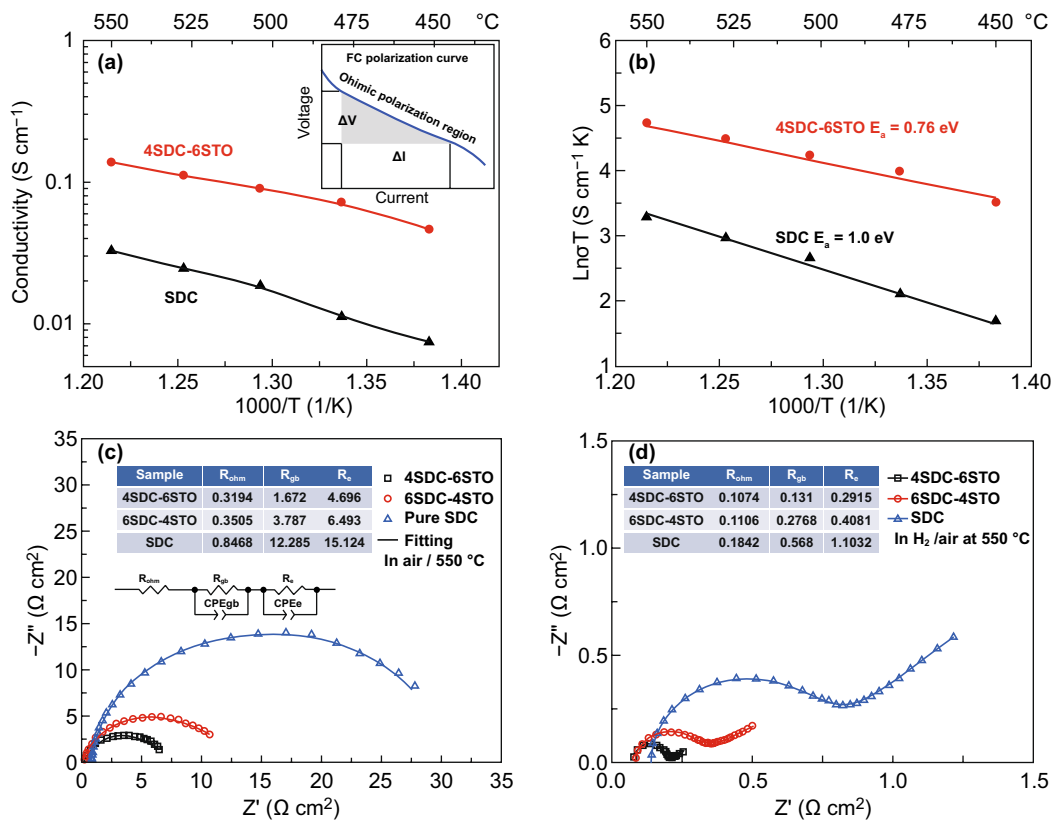 550 525 500 475 450 °C
1
0.1
0.01
Conductivity (S cm⁻¹)
(a)
FC polarization curve
Ohimic polarization region
Voltage
ΔV
ΔI
Current
4SDC-6STO
SDC
1.20 1.25 1.30 1.35 1.40
1000/T (1/K)
550 525 500 475 450 °C
6
5
4
3
2
1
LnσT (S cm⁻¹ K)
(b)
4SDC-6STO Eₐ = 0.76 eV
SDC Eₐ = 1.0 eV
1.20 1.25 1.30 1.35 1.40
1000/T (1/K)
35
30
25
20
15
10
5
0
−Z'' (Ω cm²)
(c)
Sample Rohm Rgb Re
4SDC-6STO 0.3194 1.672 4.696
6SDC-4STO 0.3505 3.787 6.493
SDC 0.8468 12.285 15.124
4SDC-6STO
6SDC-4STO
Pure SDC
Fitting
In air / 550 °C
Rohm Rgb Re
CPEgb CPEe
0 5 10 15 20 25 30 35
Z' (Ω cm²)
1.5
1.0
0.5
0.0
−Z'' (Ω cm²)
(d)
Sample Rohm Rgb Re
4SDC-6STO 0.1074 0.131 0.2915
6SDC-4STO 0.1106 0.2768 0.4081
SDC 0.1842 0.568 1.1032
4SDC-6STO
6SDC-4STO
SDC
In H₂ /air at 550 °C
0.0 0.5 1.0 1.5
Z' (Ω cm²)